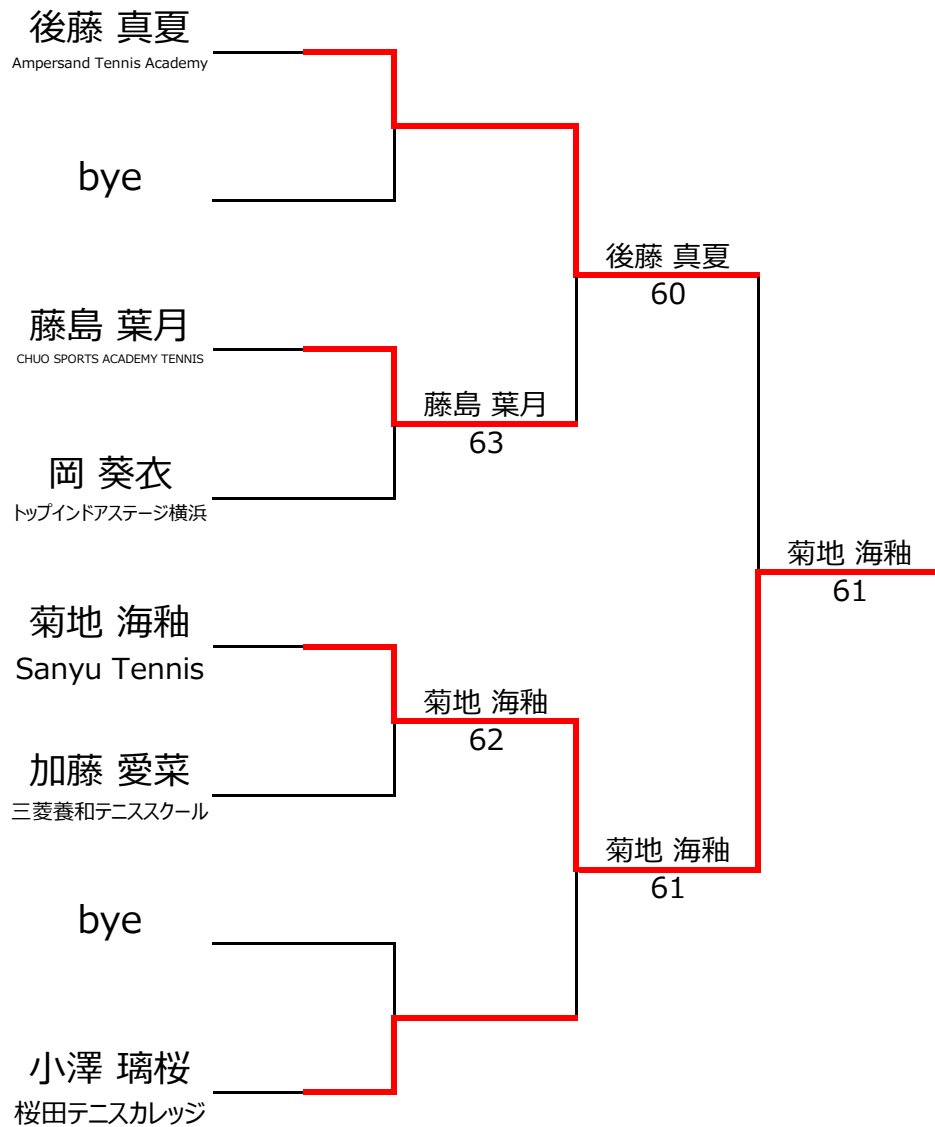 後藤 真夏
Ampersand Tennis Academy
bye
後藤 真夏
60
藤島 葉月
CHUO SPORTS ACADEMY TENNIS
藤島 葉月
63
岡 葵衣
トップインドアステージ横浜
菊地 海釉
61
菊地 海釉
Sanyu Tennis
菊地 海釉
62
加藤 愛菜
三菱養和テニススクール
菊地 海釉
61
bye
小澤 璃桜
桜田テニスカレッジ